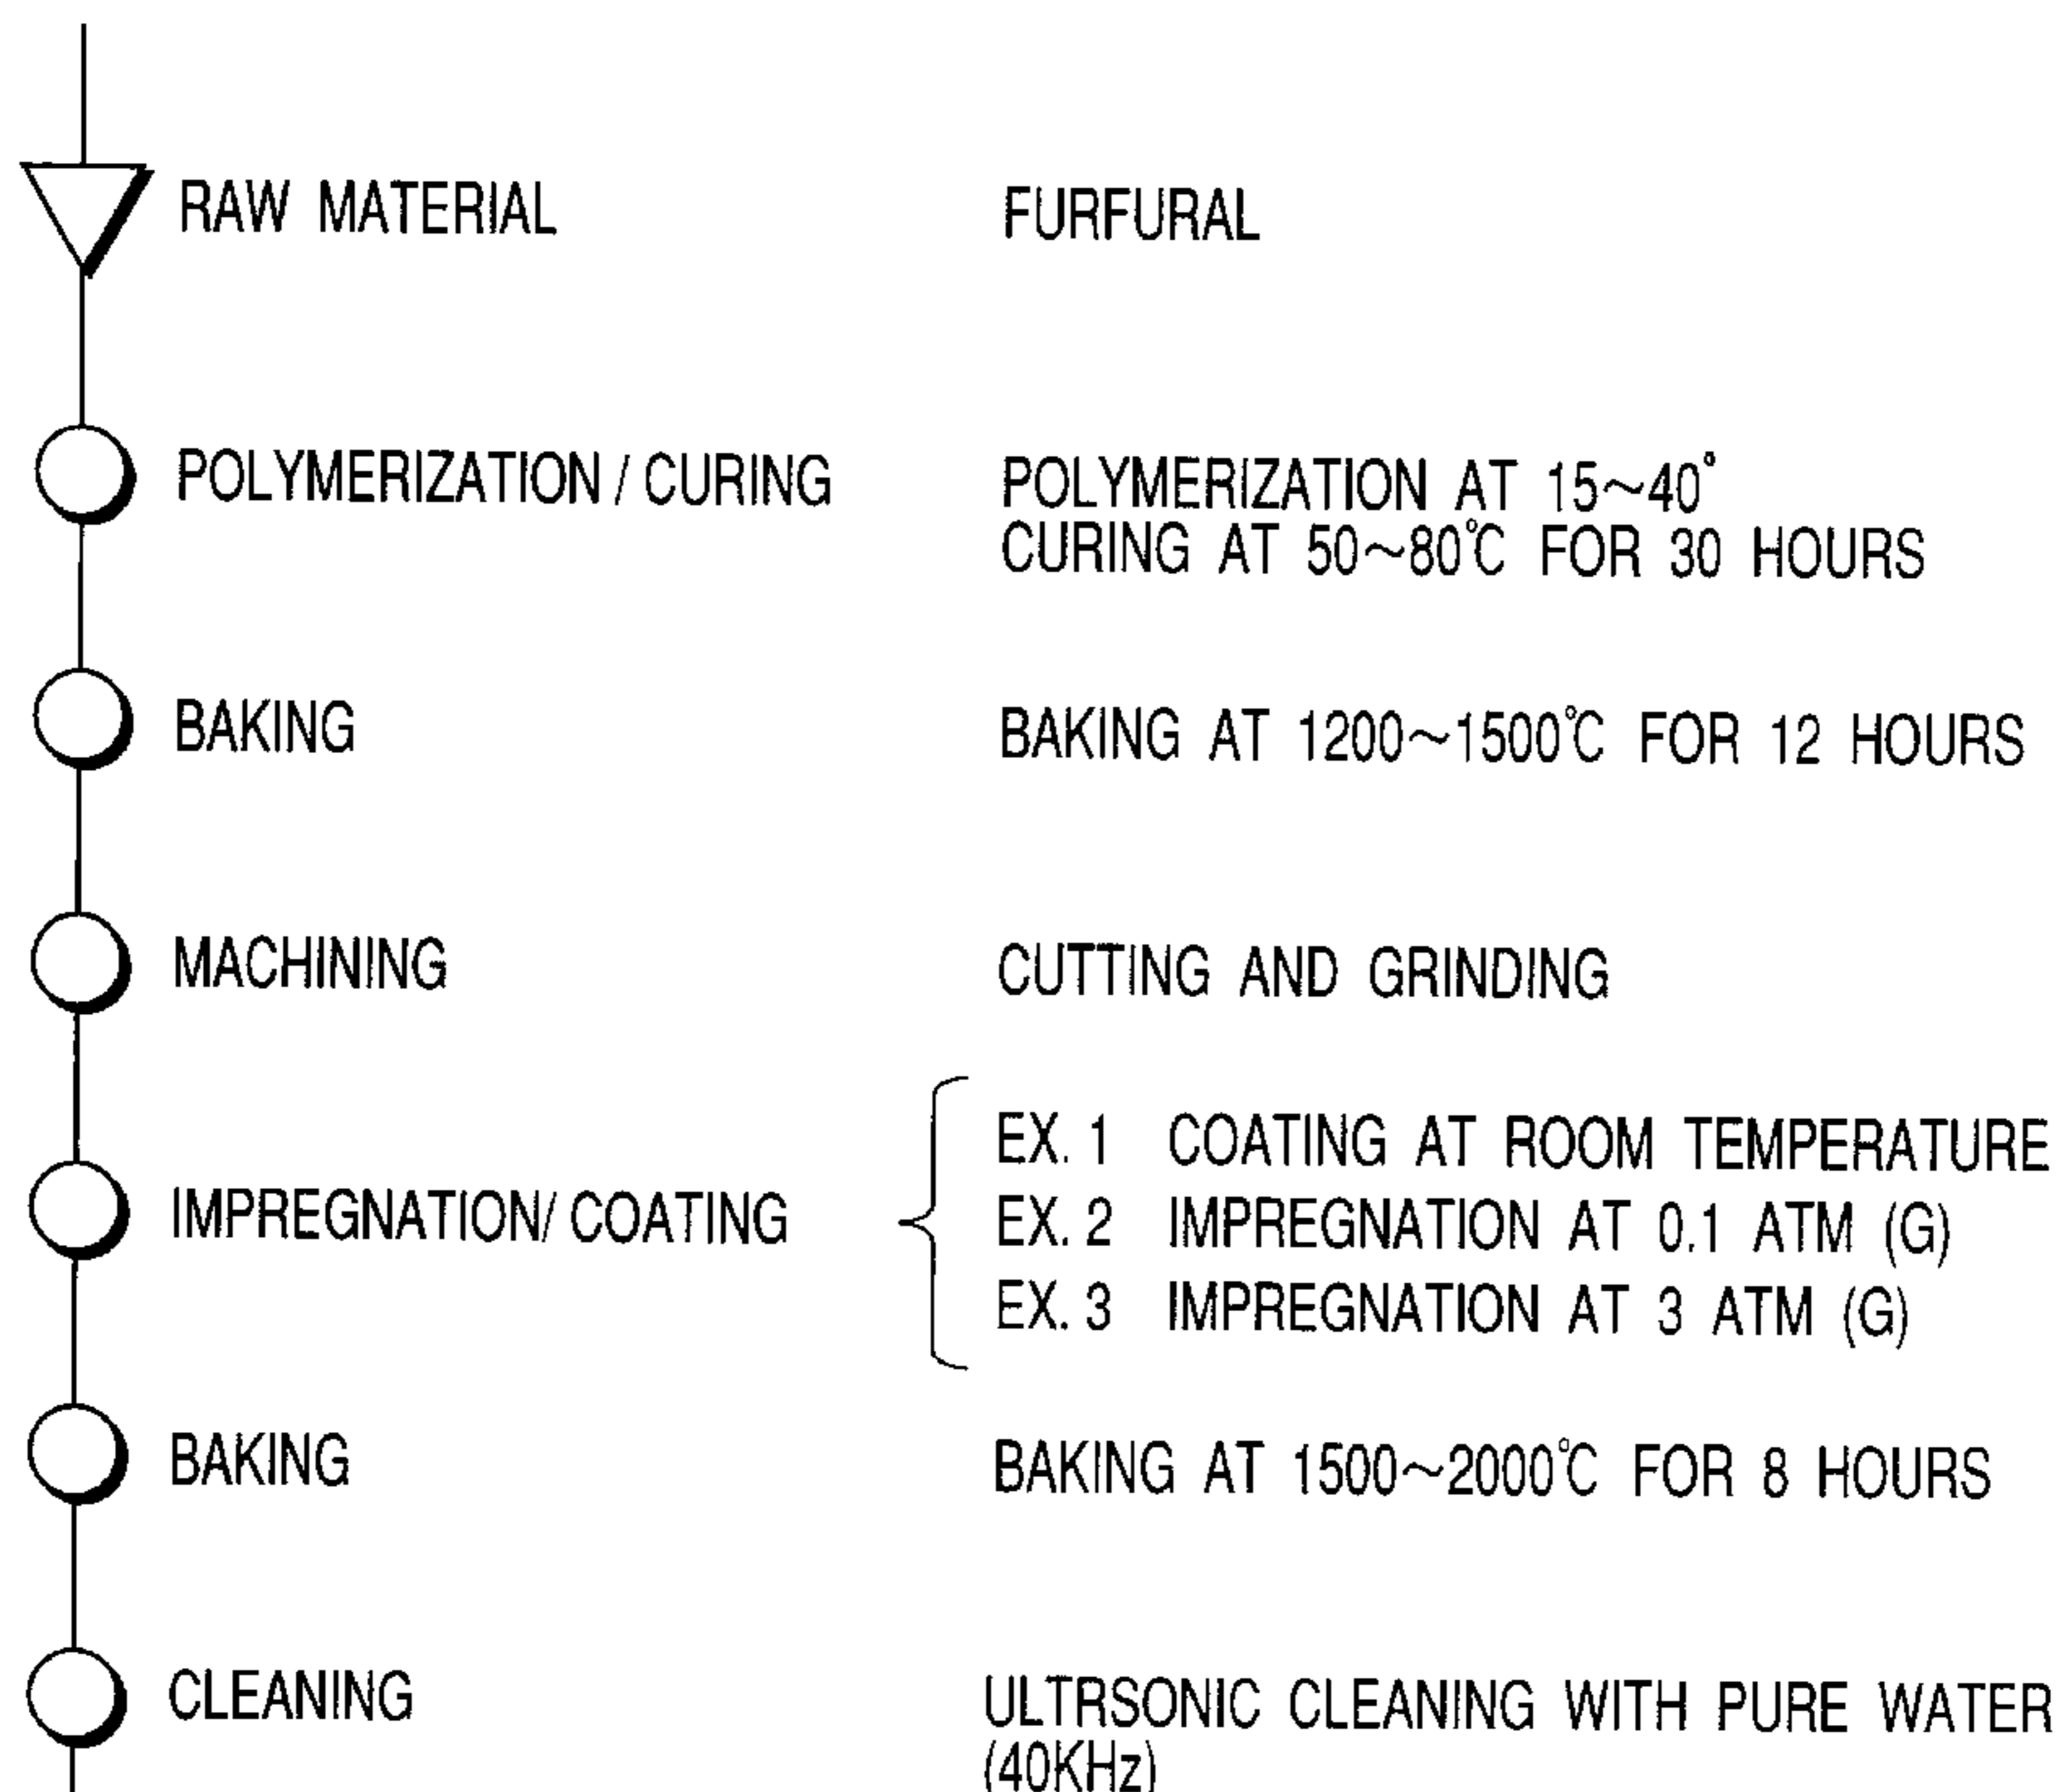 RAW MATERIAL FURFURAL
POLYMERIZATION / CURING POLYMERIZATION AT 15~40°
CURING AT 50~80°C FOR 30 HOURS
BAKING BAKING AT 1200~1500°C FOR 12 HOURS
MACHINING CUTTING AND GRINDING
EX. 1 COATING AT ROOM TEMPERATURE
IMPREGNATION/ COATING EX. 2 IMPREGNATION AT 0.1 ATM (G)
EX. 3 IMPREGNATION AT 3 ATM (G)
BAKING BAKING AT 1500~2000°C FOR 8 HOURS
CLEANING ULTRSONIC CLEANING WITH PURE WATER
(40KHz)